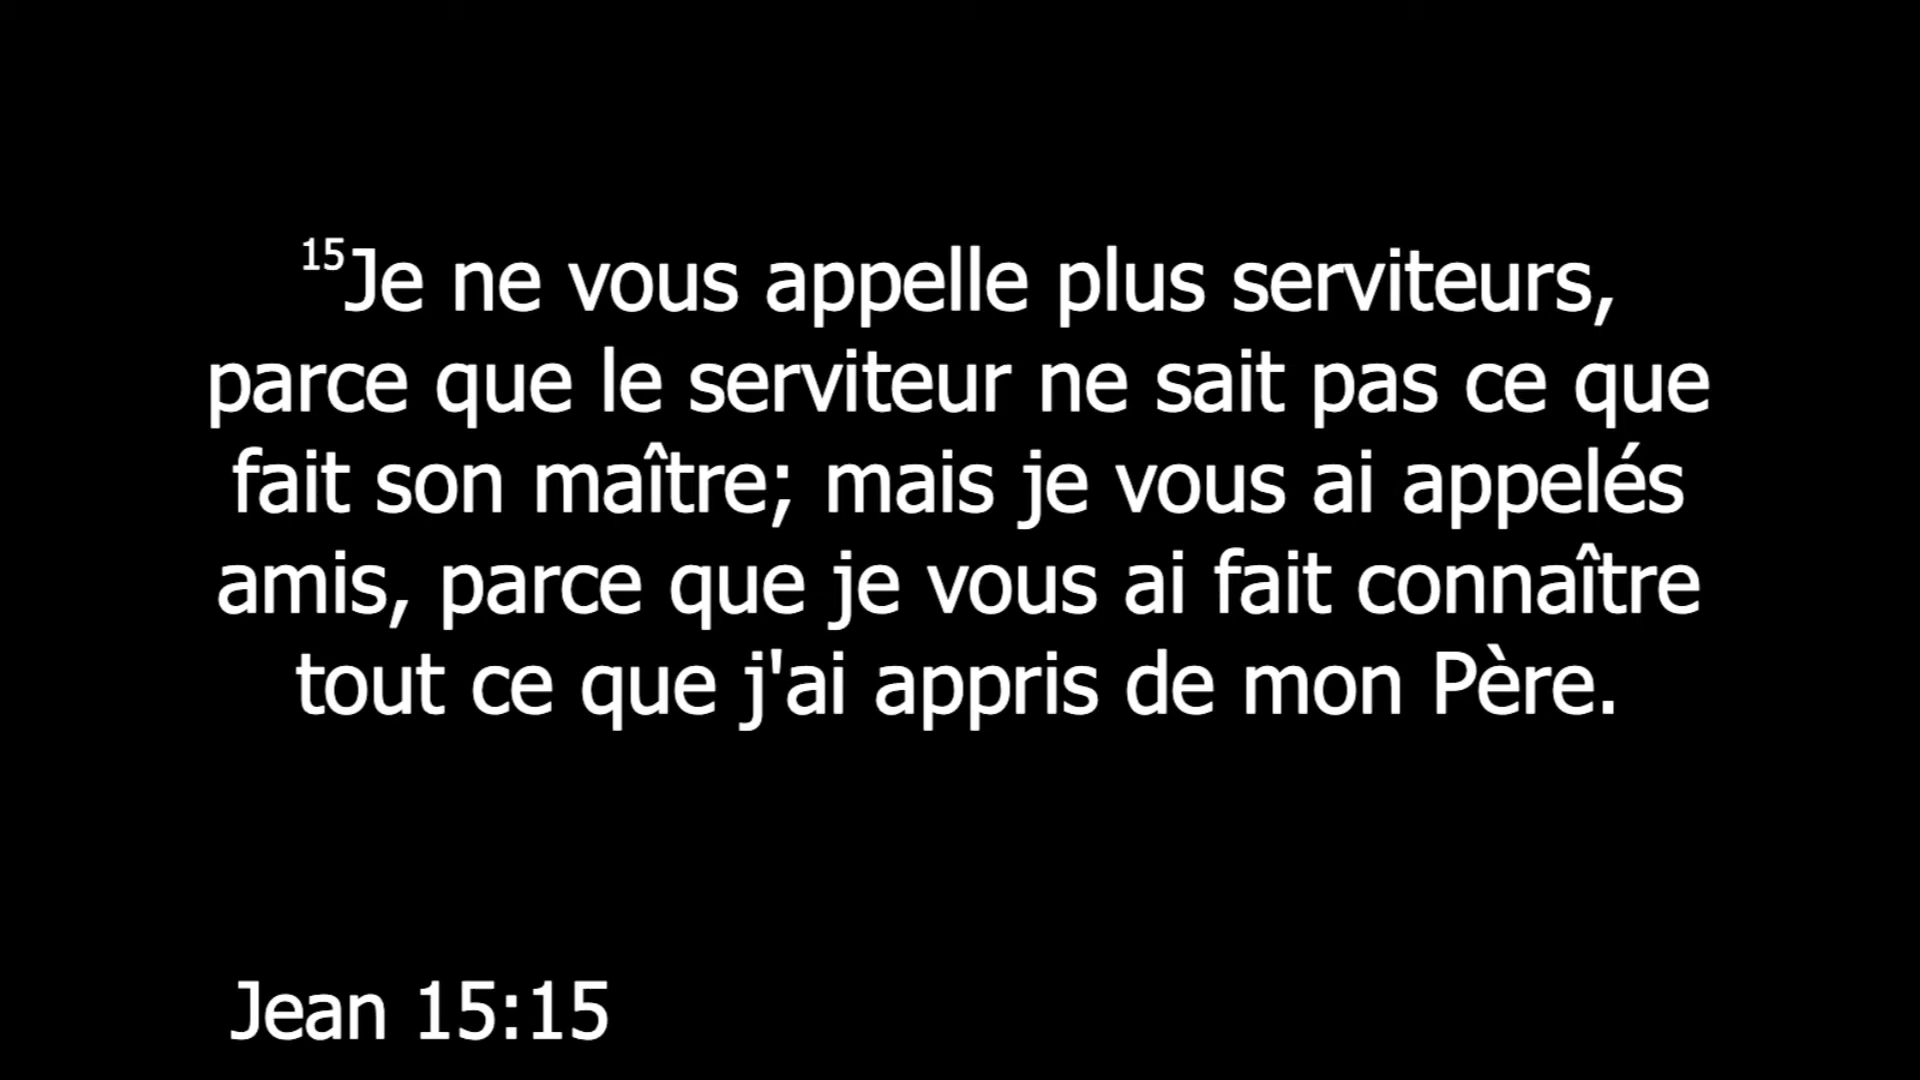 15Je ne vous appelle plus serviteurs,
parce que le serviteur ne sait pas ce que
fait son maître; mais je vous ai appelés
amis, parce que je vous ai fait connaître
tout ce que j'ai appris de mon Père.
Jean 15:15